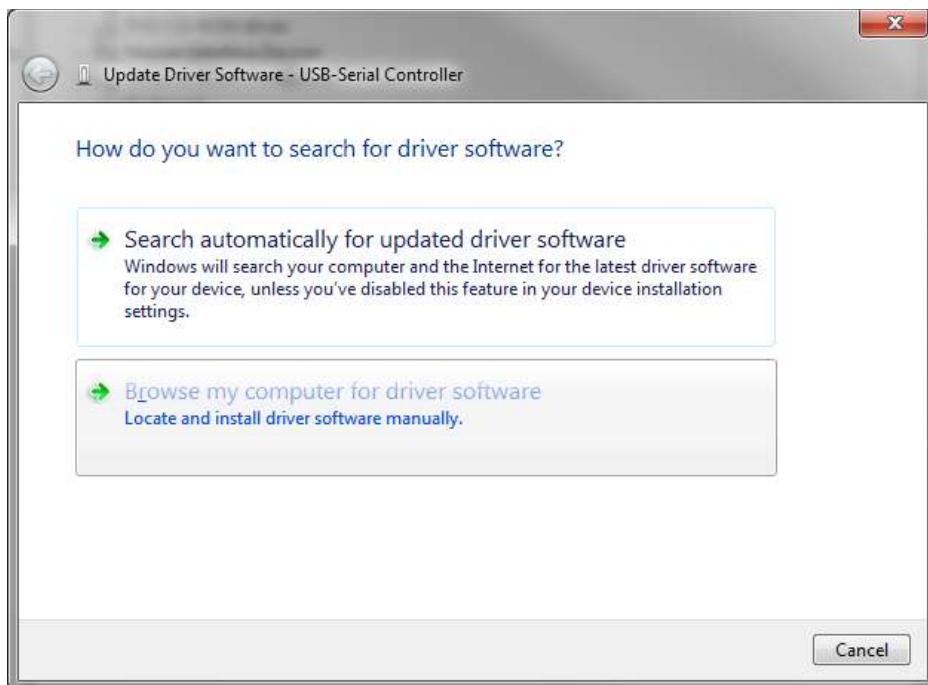 Update Driver Software - USB-Serial Controller
How do you want to search for driver software?
Search automatically for updated driver software
Windows will search your computer and the Internet for the latest driver software
for your device, unless you've disabled this feature in your device installation
settings.
Browse my computer for driver software
Locate and install driver software manually.
Cancel